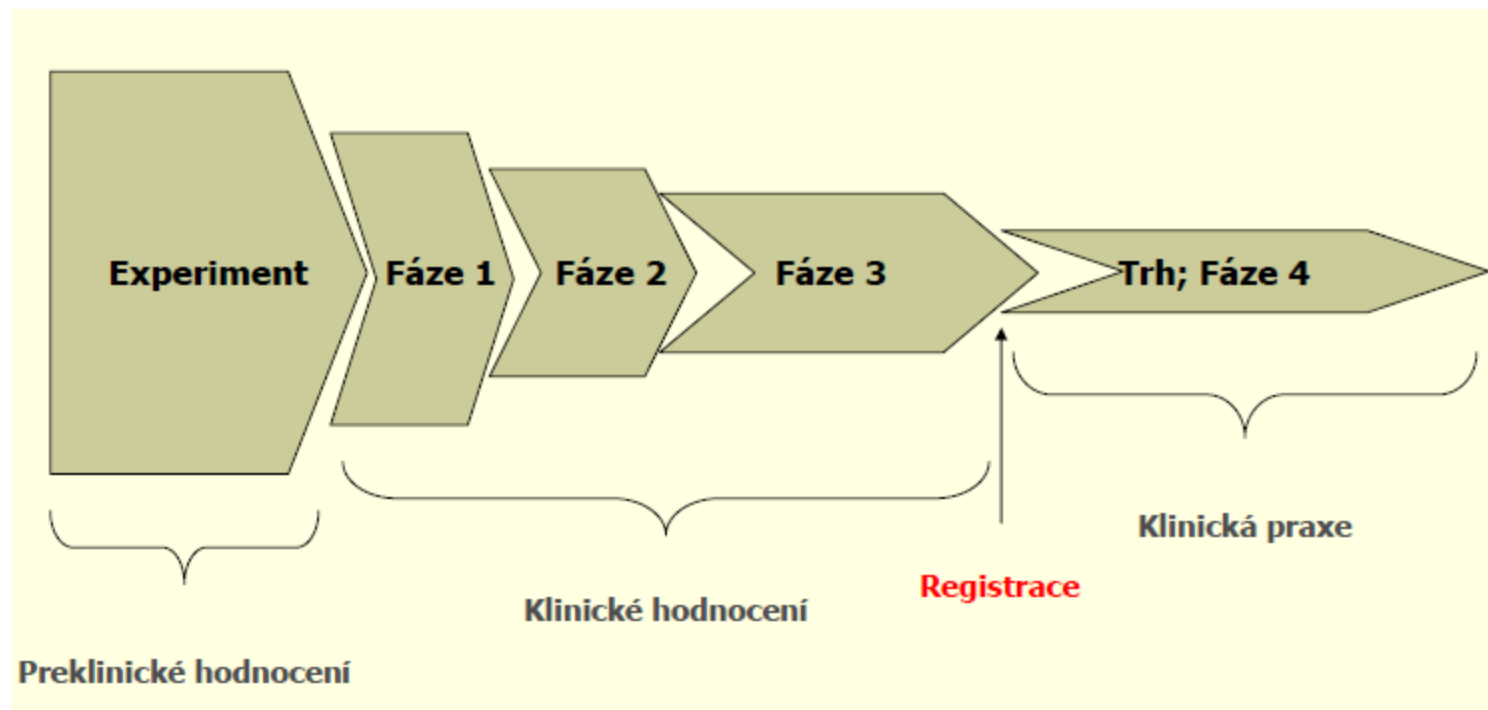 Experiment
Fáze 1
Fáze 2
Fáze 3
Trh; Fáze 4
Klinická praxe
Registrace
Klinické hodnocení
Preklinické hodnocení